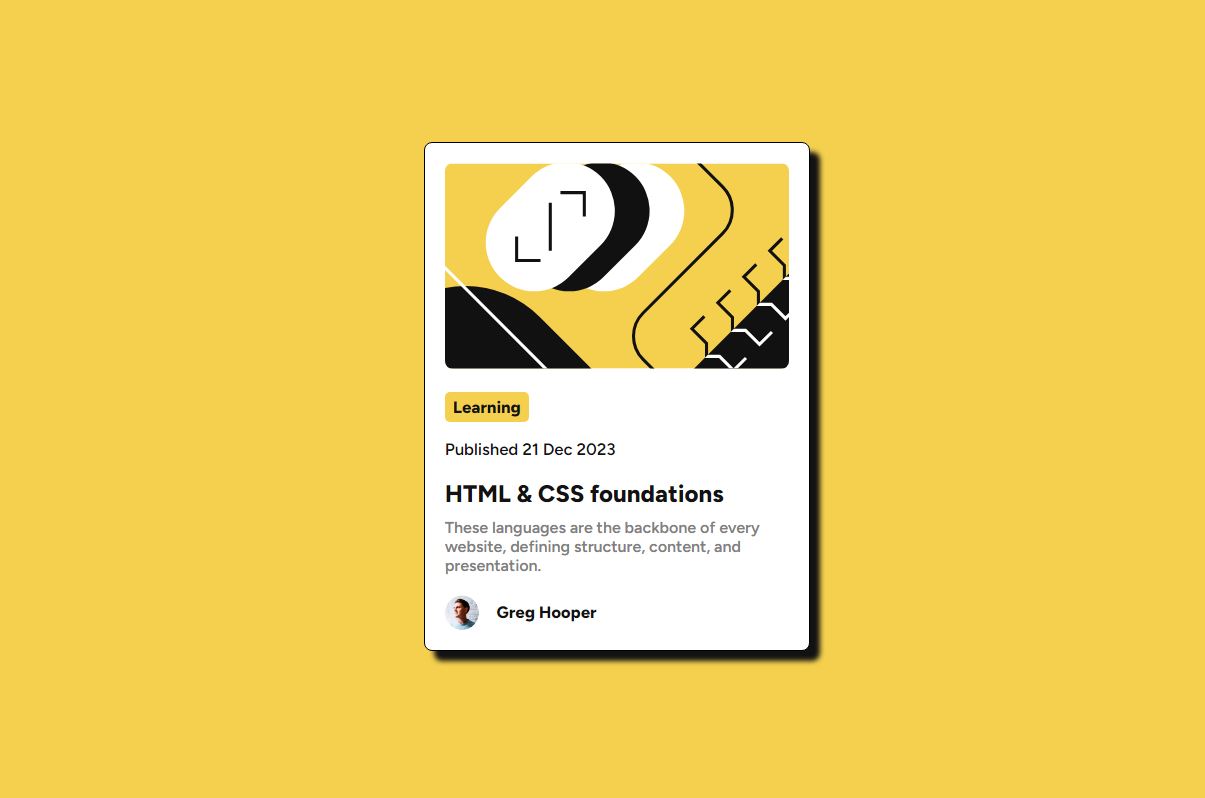 Learning
Published 21 Dec 2023
HTML & CSS foundations
These languages are the backbone of every
website, defining structure, content, and
presentation.
Greg Hooper